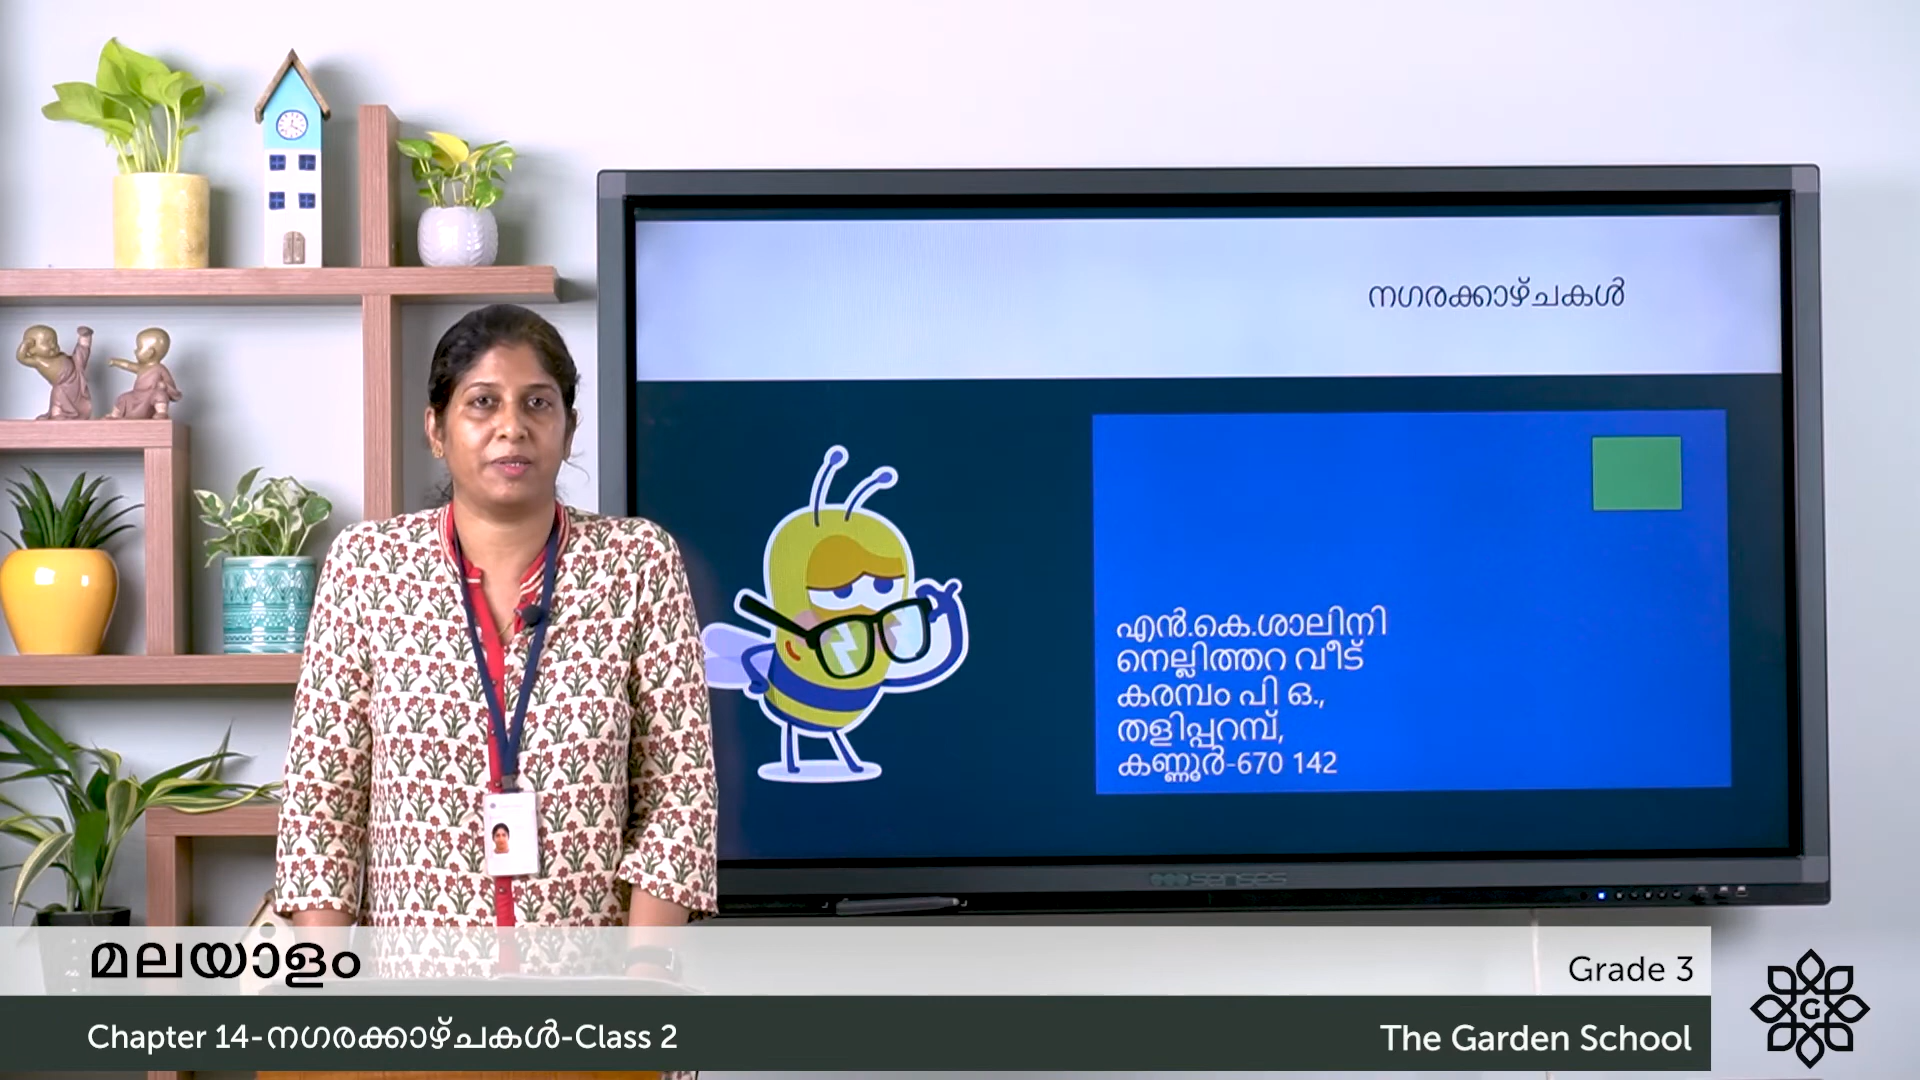 നഗരക്കാഴ്ചകൾ
എൻ.കെ.ശാലിനി
നെല്ലിത്തറ വീട്
കരമ്പം പി ഒ.,
തളിപ്പറമ്പ്,
കണ്ണൂർ-670 142
senses
മലയാളം
Grade 3
Chapter 14-നഗരക്കാഴ്ചകൾ-Class 2
The Garden School
G